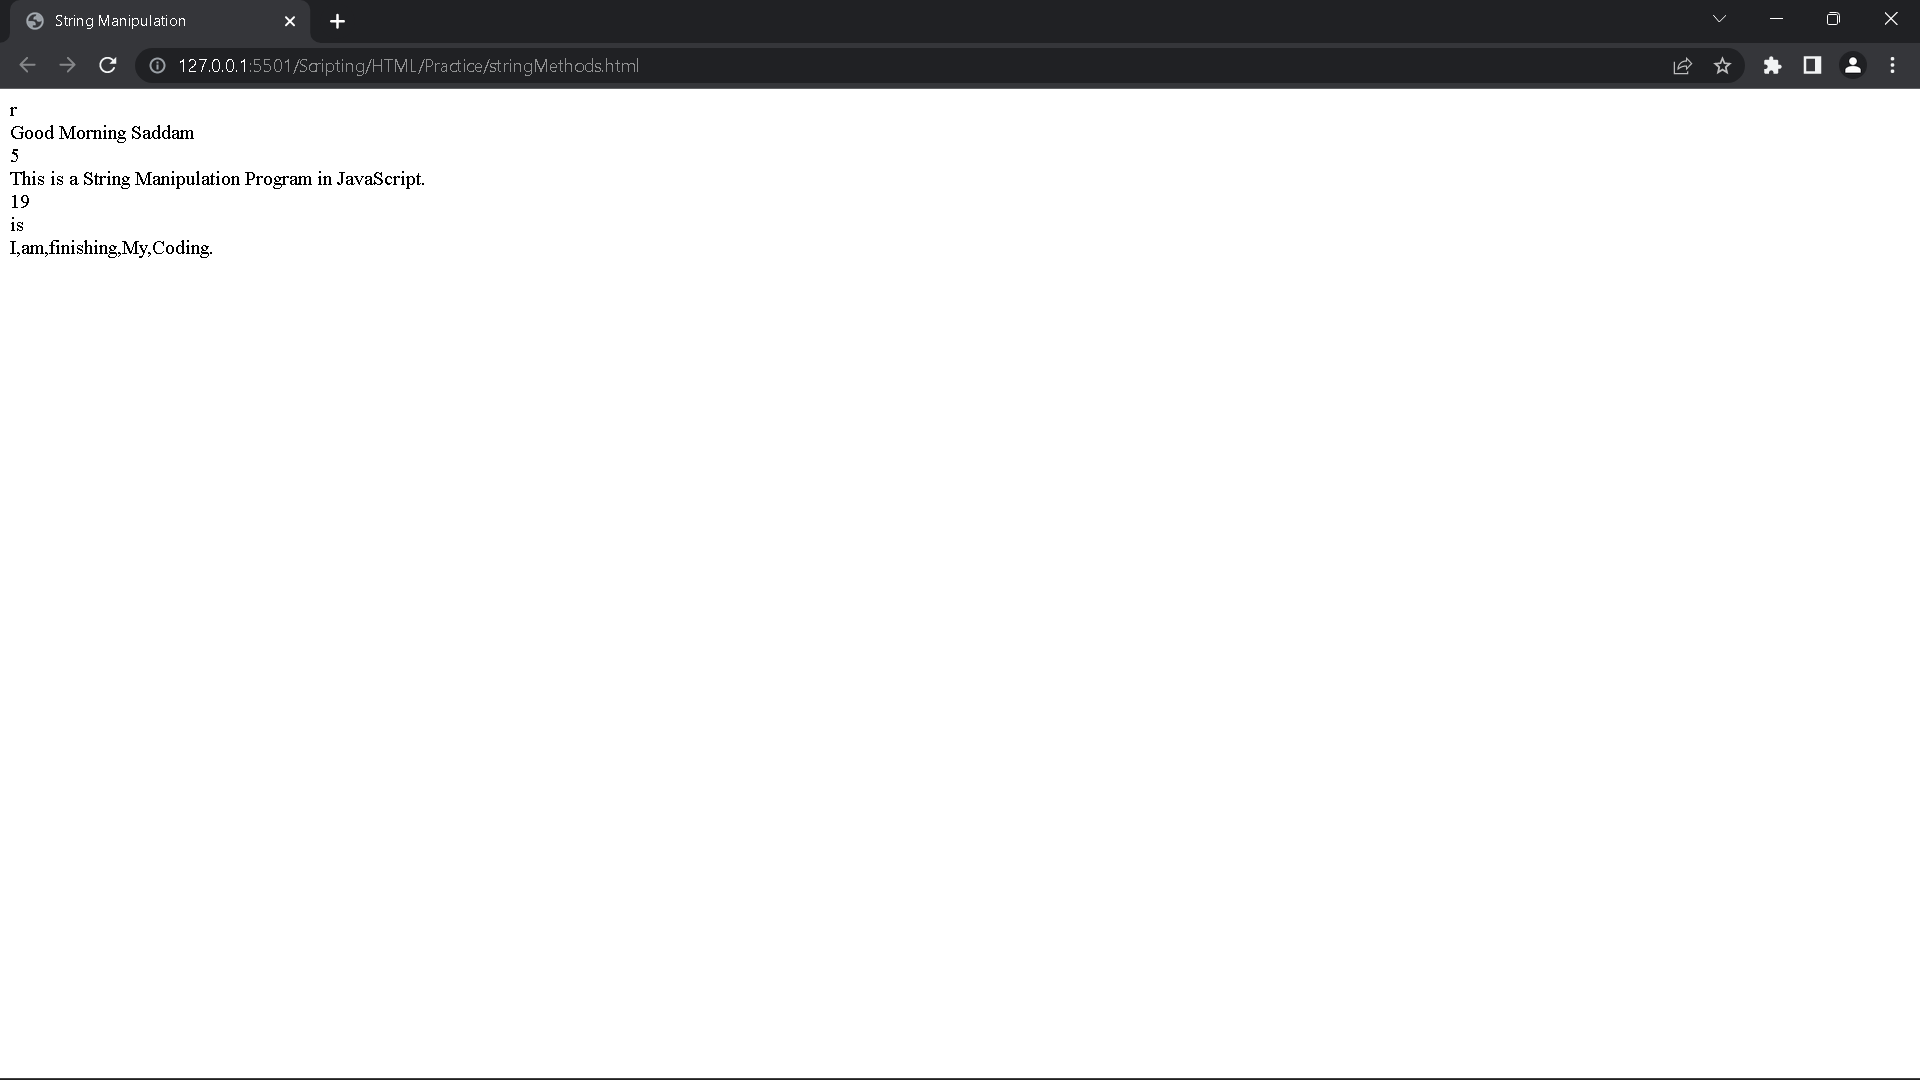 String Manipulation
127.0.0.1:5501/Scripting/HTML/Practice/stringMethods.html
r
Good Morning Saddam
5
This is a String Manipulation Program in JavaScript.
19
is
I,am,finishing,My,Coding.